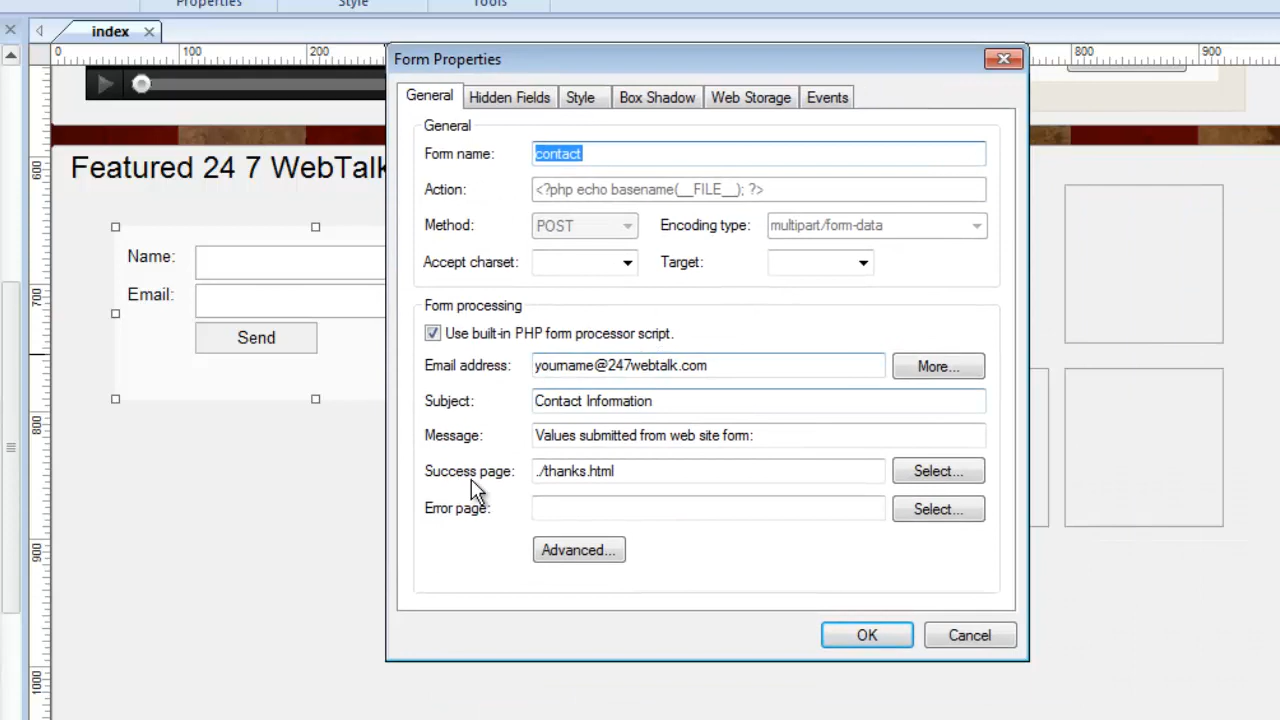 Properties Style Tools
index
0 100 200 800 900
Form Properties
General Hidden Fields Style Box Shadow Web Storage Events
General
Form name: contact
Action: <?php echo basename(__FILE__); ?>
Method: POST Encoding type: multipart/form-data
Accept charset: Target:
Form processing
Use built-in PHP form processor script.
Email address: yourname@247webtalk.com More...
Subject: Contact Information
Message: Values submitted from web site form:
Success page: ./thanks.html Select...
Error page: Select...
Advanced...
OK Cancel
Featured 24 7 WebTalk
Name:
Email:
Send
600
700
800
900
1000